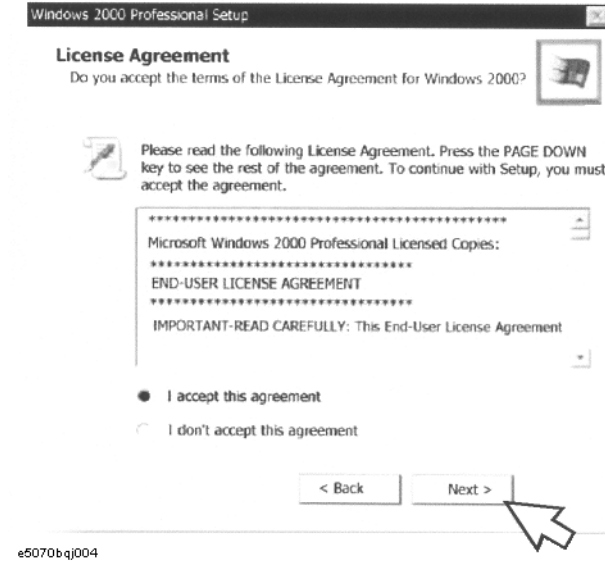 Windows 2000 Professional Setup
License Agreement
Do you accept the terms of the License Agreement for Windows 2000?
Please read the following License Agreement. Press the PAGE DOWN
key to see the rest of the agreement. To continue with Setup, you must
accept the agreement.
*********************************************
Microsoft Windows 2000 Professional Licensed Copies:
*********************************
END-USER LICENSE AGREEMENT
*********************************
IMPORTANT-READ CAREFULLY: This End-User License Agreement
I accept this agreement
I don't accept this agreement
< Back
Next >
e5070bqj004